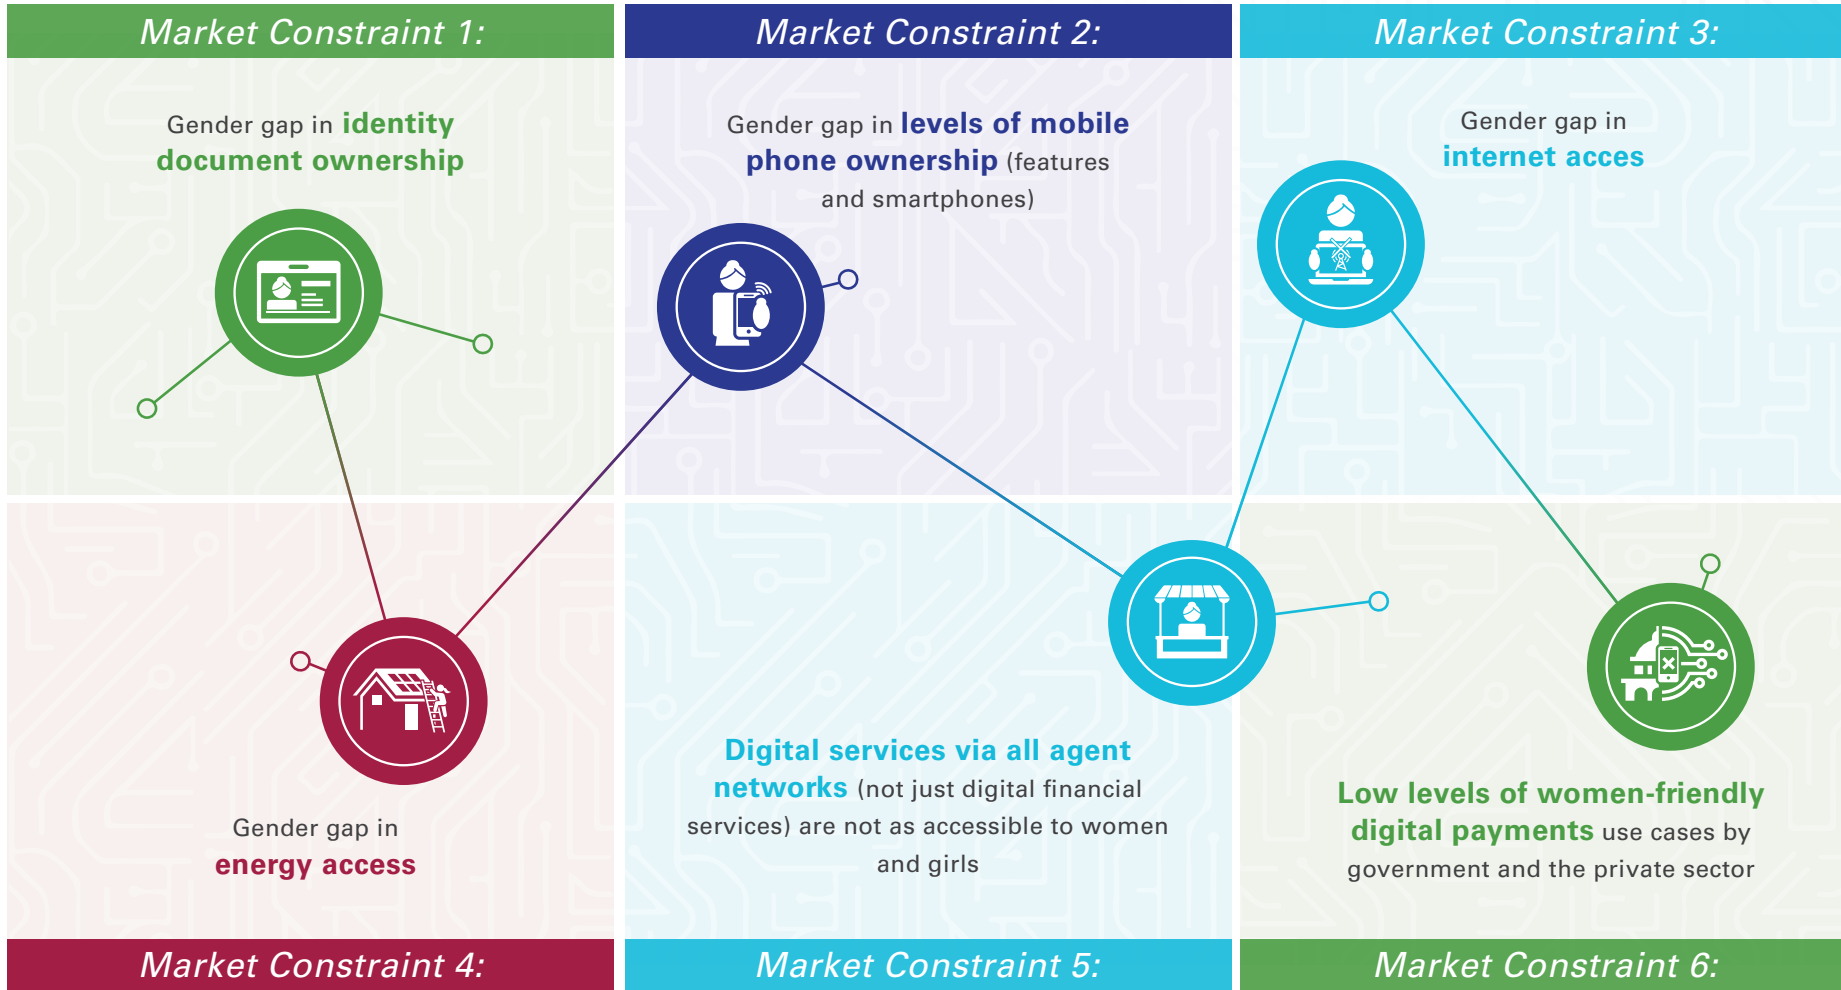 Market Constraint 1:
Gender gap in identity
document ownership
Market Constraint 2:
Gender gap in levels of mobile
phone ownership (features
and smartphones)
Market Constraint 3:
Gender gap in
internet acces
Gender gap in
energy access
Market Constraint 4:
Digital services via all agent
networks (not just digital financial
services) are not as accessible to women
and girls
Market Constraint 5:
Low levels of women-friendly
digital payments use cases by
government and the private sector
Market Constraint 6: